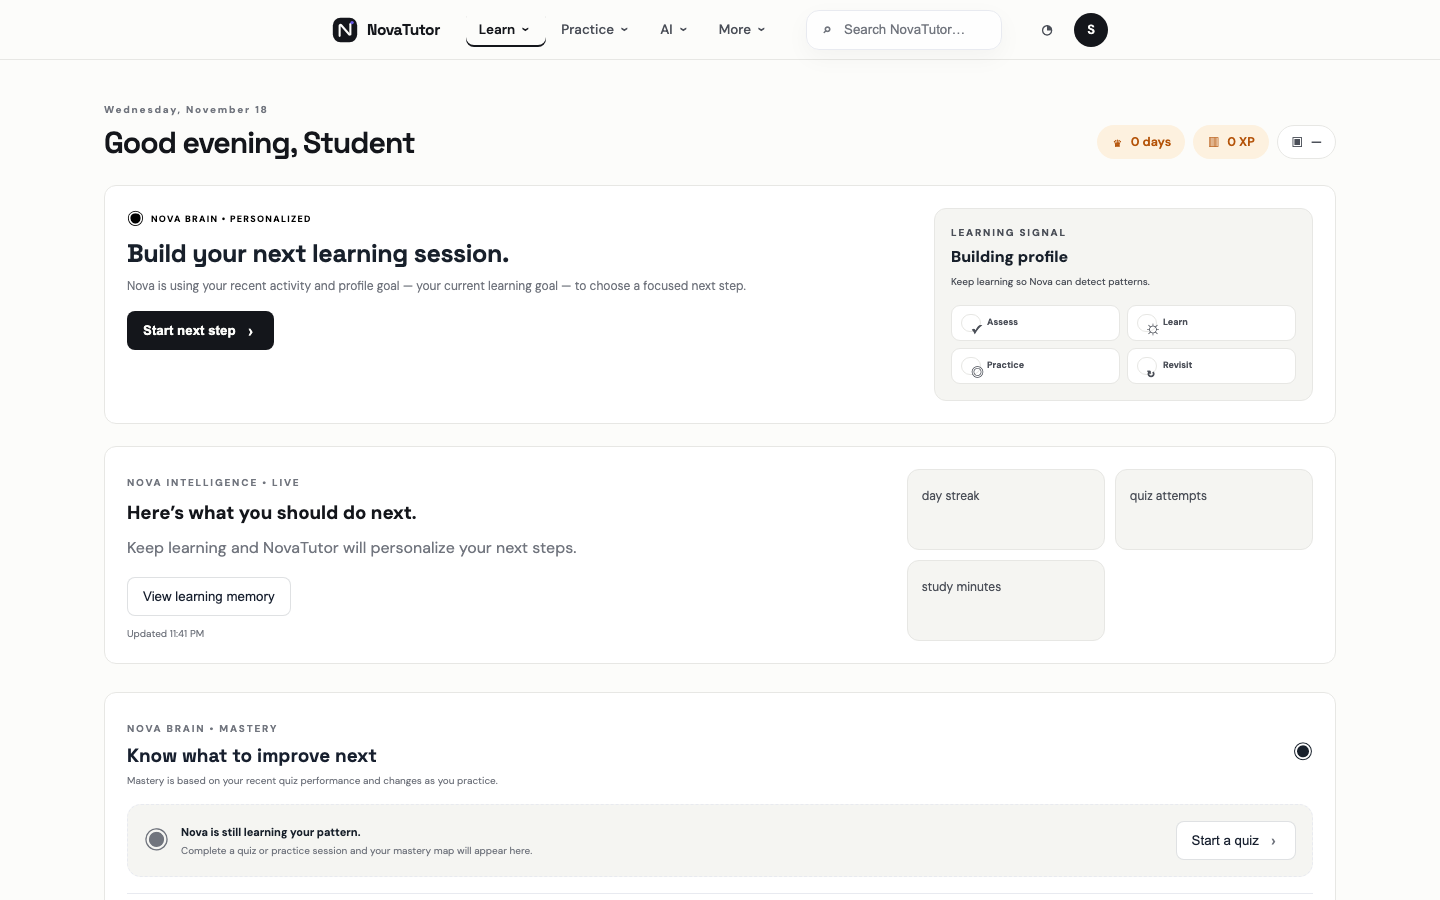 NovaTutor
Learn
Practice
AI
More
Search NovaTutor...
S
Wednesday, November 18
Good evening, Student
0 days
0 XP
—
NOVA BRAIN • PERSONALIZED
Build your next learning session.
Nova is using your recent activity and profile goal — your current learning goal — to choose a focused next step.
Start next step ›
LEARNING SIGNAL
Building profile
Keep learning so Nova can detect patterns.
Assess
Learn
Practice
Revisit
NOVA INTELLIGENCE • LIVE
Here's what you should do next.
Keep learning and NovaTutor will personalize your next steps.
View learning memory
Updated 11:41 PM
day streak
quiz attempts
study minutes
NOVA BRAIN • MASTERY
Know what to improve next
Mastery is based on your recent quiz performance and changes as you practice.
Nova is still learning your pattern.
Complete a quiz or practice session and your mastery map will appear here.
Start a quiz ›